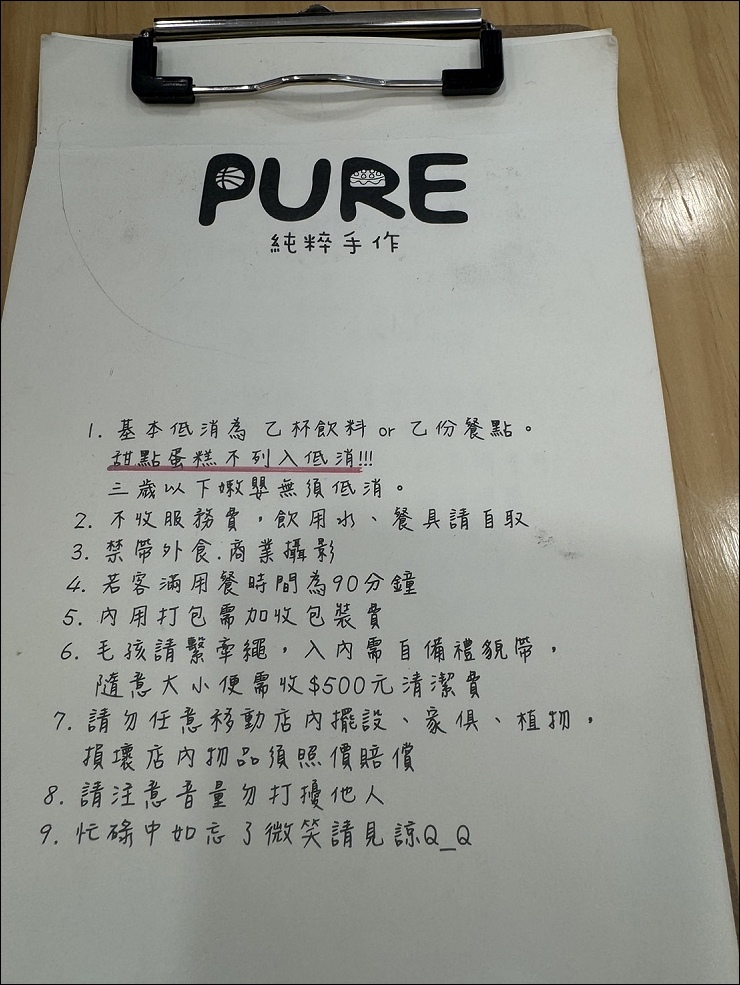 PURE
純粹手作
1. 基本低消為 乙杯飲料 or 乙份餐點。
甜點蛋糕不列入低消!!!
三歲以下嫩嬰無須低消。
2. 不收服務費，飲用水、餐具請自取
3. 禁帶外食.商業攝影
4. 若客滿用餐時間為90分鐘
5. 內用打包需加收包裝費
6. 毛孩請繫牽繩，入內需自備禮貌帶，
隨意大小便需收$500元清潔費
7. 請勿任意移動店內擺設、家俱、植物，
損壞店內物品須照價賠償
8. 請注意音量勿打擾他人
9. 忙碌中如忘了微笑請見諒Q_Q